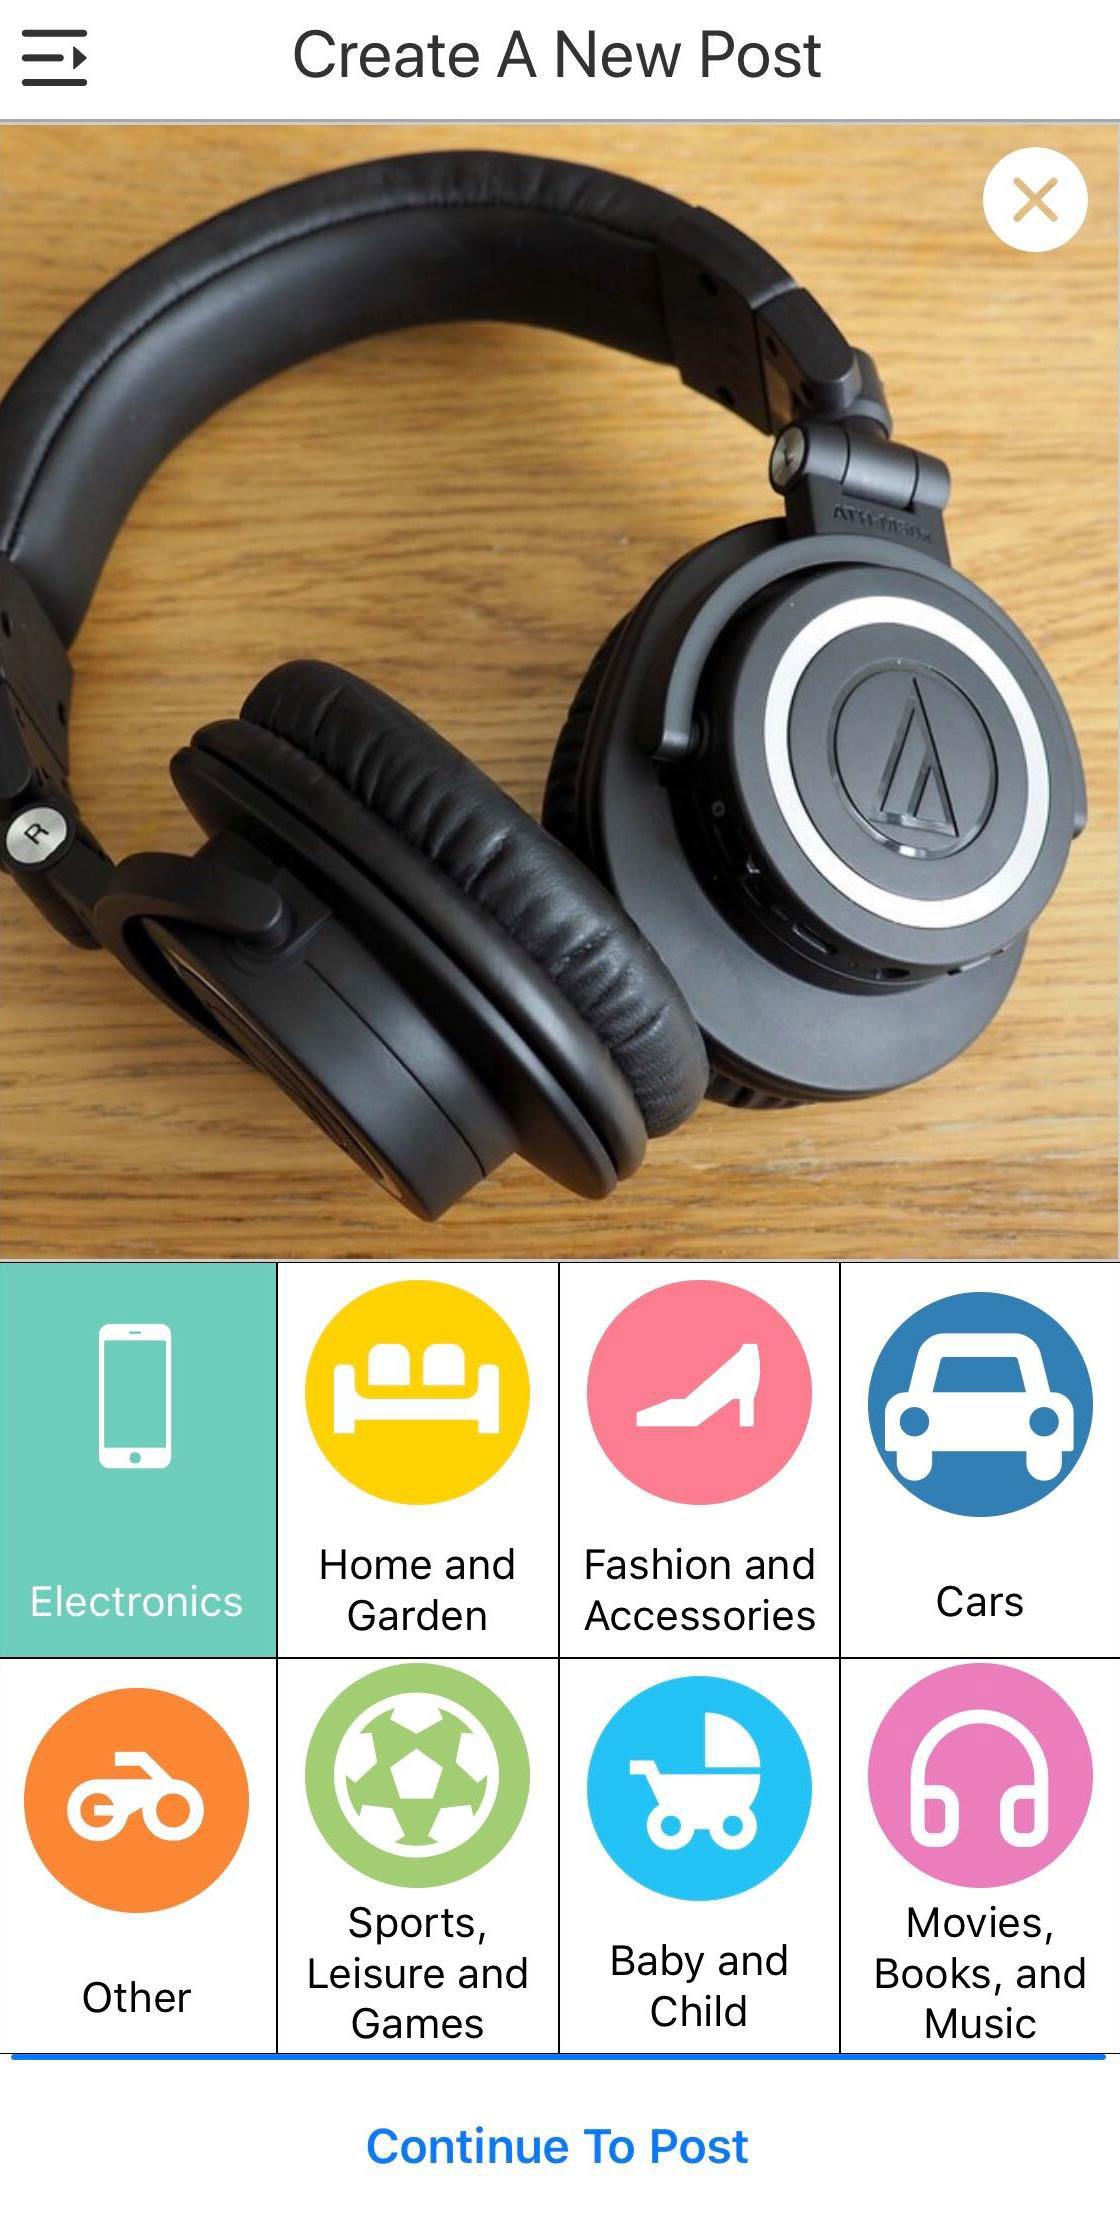 Create A New Post
R
Electronics
Home and
Garden
Fashion and
Accessories
Cars
Other
Sports,
Leisure and
Games
Baby and
Child
Movies,
Books, and
Music
Continue To Post